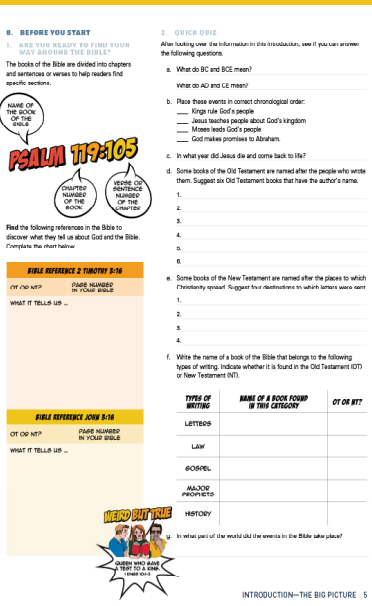 8. BEFORE YOU START
1. ARE YOU READY TO FIND YOUR
WAY AROUND THE BIBLE?
The books of the Bible are divided into chapters
and sentences or verses to help readers find
specific sections.
NAME OF
THE BOOK
OF THE
BIBLE
PSALM 119:105
CHAPTER
NUMBER
OF THE
BOOK
VERSE OR
SENTENCE
NUMBER
OF THE
CHAPTER
Find the following references in the Bible to
discover what they tell us about God and the Bible.
Complete the chart below.
BIBLE REFERENCE 2 TIMOTHY 3:16
OT OR NT?
PAGE NUMBER
IN YOUR BIBLE
WHAT IT TELLS US ...
BIBLE REFERENCE JOHN 3:16
OT OR NT?
PAGE NUMBER
IN YOUR BIBLE
WHAT IT TELLS US ...
WEIRD BUT TRUE
QUEEN WHO GAVE
A TEST TO A KING.
1 KINGS 10:1-3
2. QUICK QUIZ
After looking over the information in this introduction, see if you can answer
the following questions.
a. What do BC and BCE mean?
What do AD and CE mean?
b. Place these events in correct chronological order:
___ Kings rule God's people
___ Jesus teaches people about God's kingdom
___ Moses leads God's people
___ God makes promises to Abraham.
c. In what year did Jesus die and come back to life?
d. Some books of the Old Testament are named after the people who wrote
them. Suggest six Old Testament books that have the author's name.
1.
2.
3.
4.
5.
6.
e. Some books of the New Testament are named after the places to which
Christianity spread. Suggest four destinations to which letters were sent
1.
2.
3.
4.
f. Write the name of a book of the Bible that belongs to the following
types of writing. Indicate whether it is found in the Old Testament (OT)
or New Testament (NT).
TYPES OF
WRITING
NAME OF A BOOK FOUND
IN THIS CATEGORY
OT OR NT?
LETTERS
LAW
GOSPEL
MAJOR
PROPHETS
HISTORY
g. In what part of the world did the events in the Bible take place?
INTRODUCTION—THE BIG PICTURE 5